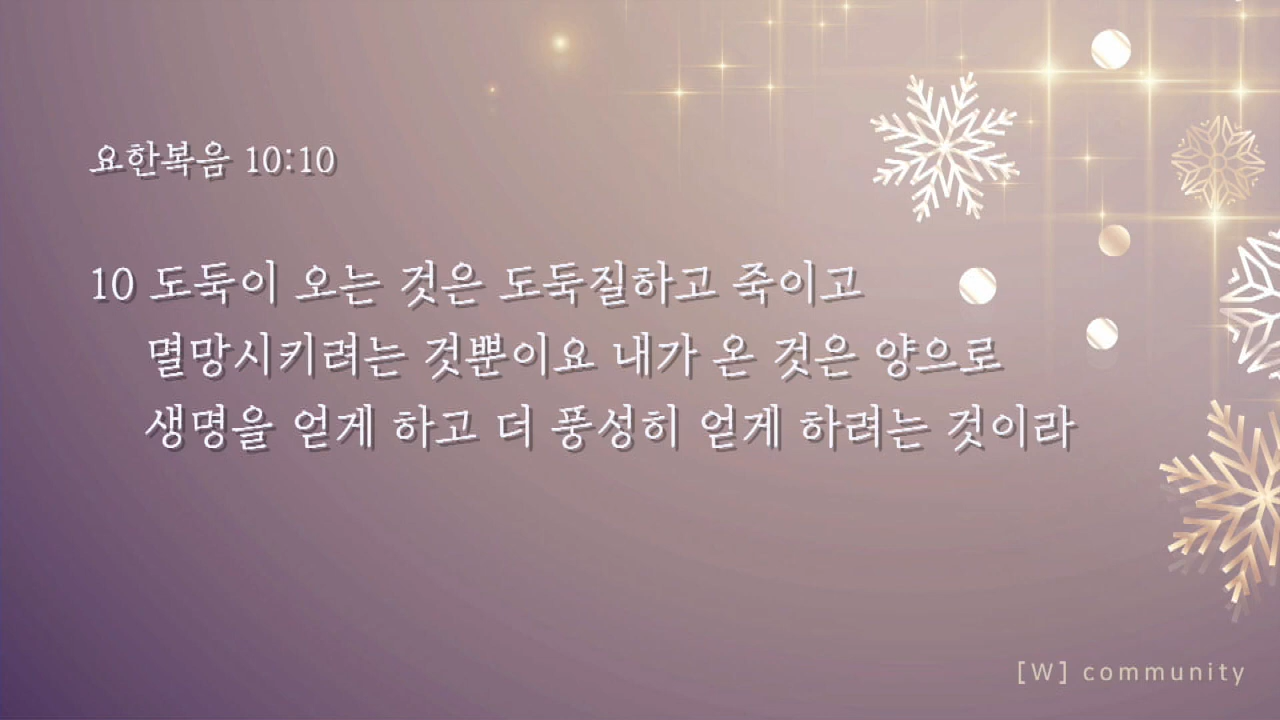 요한복음 10:10
10 도둑이 오는 것은 도둑질하고 죽이고
멸망시키려는 것뿐이요 내가 온 것은 양으로
생명을 얻게 하고 더 풍성히 얻게 하려는 것이라
[W] community